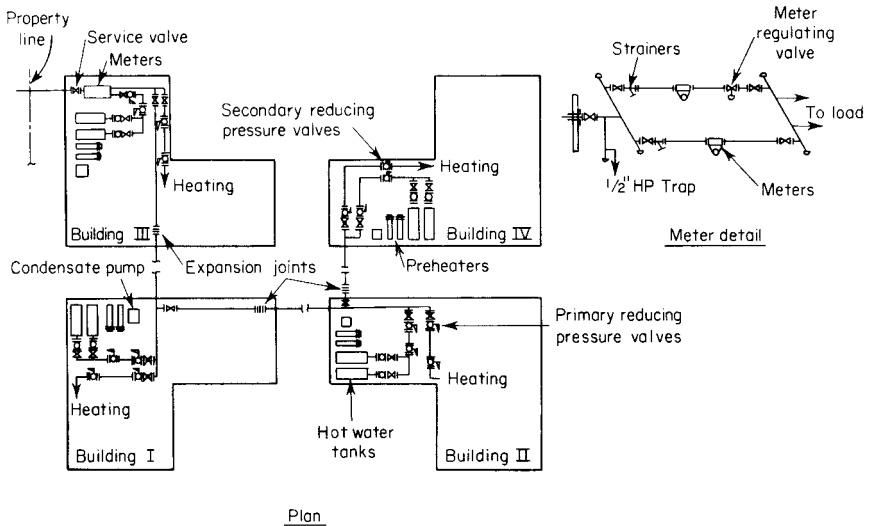 Property
line
Service valve
Meters
Heating
Building III
Secondary reducing
pressure valves
Heating
Building IV
Preheaters
Strainers
Meter
regulating
valve
To load
1/2" HP Trap
Meters
Meter detail
Condensate pump
Expansion joints
Heating
Building I
Primary reducing
pressure valves
Heating
Hot water
tanks
Building II
Plan